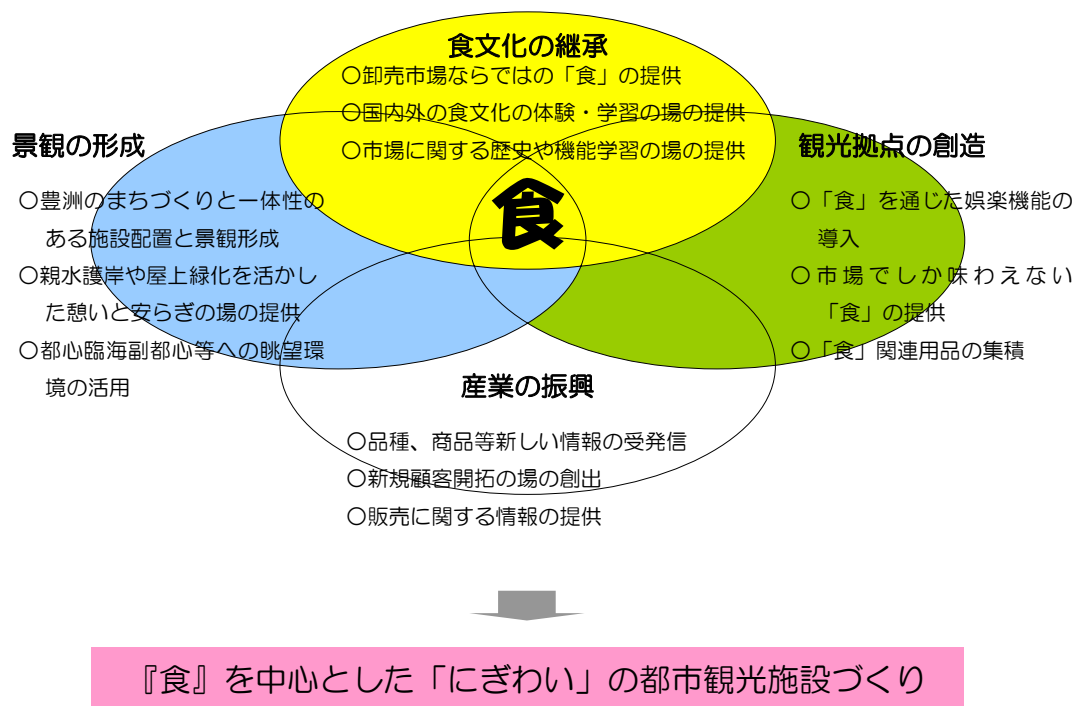 食文化の継承
〇卸売市場ならではの「食」の提供
〇国内外の食文化の体験・学習の場の提供
〇市場に関する歴史や機能学習の場の提供
景観の形成
〇豊洲のまちづくりと一体性の
ある施設配置と景観形成
〇親水護岸や屋上緑化を活かし
た憩いと安らぎの場の提供
〇都心臨海副都心等への眺望環
境の活用
食
観光拠点の創造
〇「食」を通じた娯楽機能の
導入
〇市場でしか味わえない
「食」の提供
〇「食」関連用品の集積
産業の振興
〇品種、商品等新しい情報の受発信
〇新規顧客開拓の場の創出
〇販売に関する情報の提供
『食』を中心とした「にぎわい」の都市観光施設づくり